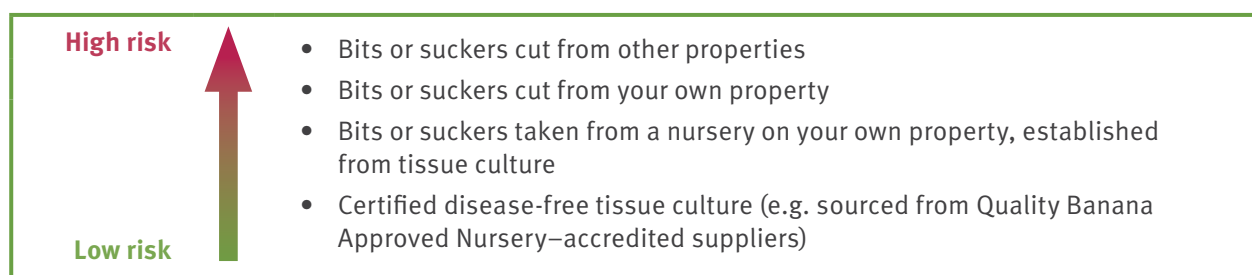 High risk
• Bits or suckers cut from other properties
• Bits or suckers cut from your own property
• Bits or suckers taken from a nursery on your own property, established
from tissue culture
• Certified disease-free tissue culture (e.g. sourced from Quality Banana
Approved Nursery–accredited suppliers)
Low risk